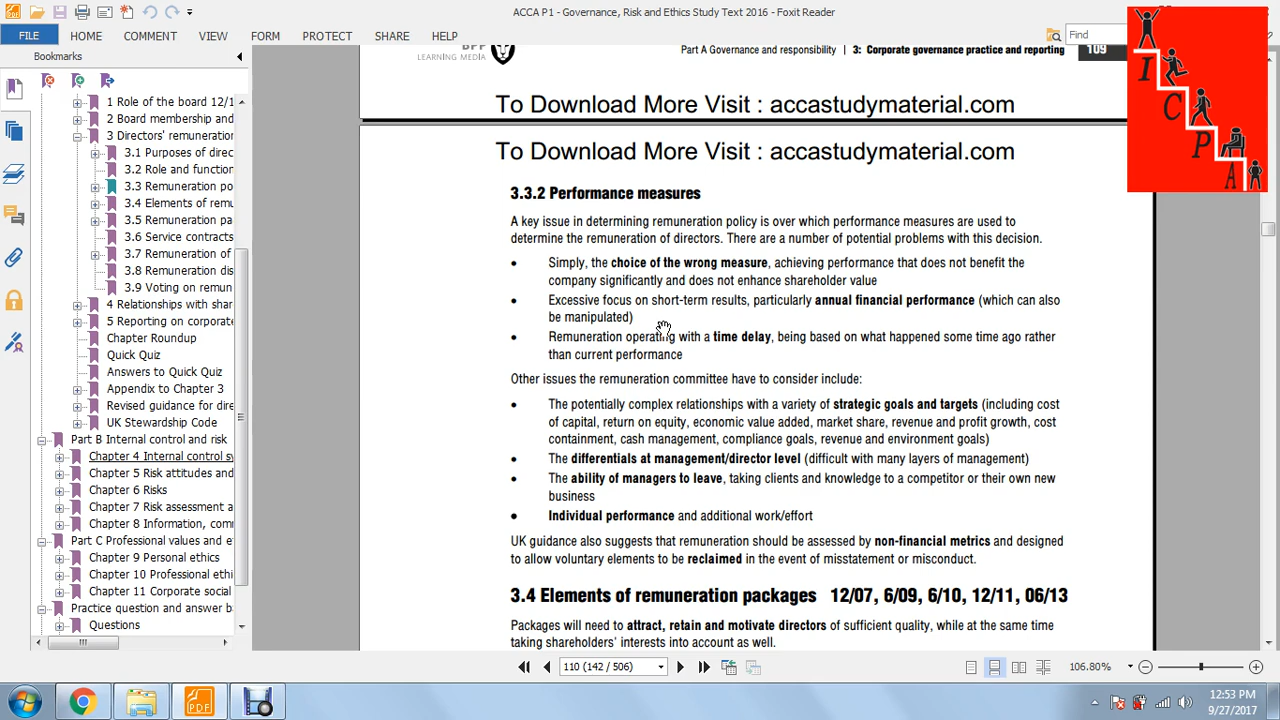 ACCA P1 - Governance, Risk and Ethics Study Text 2016 - Foxit Reader
FILE HOME COMMENT VIEW FORM PROTECT SHARE HELP
Find
Bookmarks
1 Role of the board 12/1
2 Board membership and
3 Directors' remuneration
3.1 Purposes of direc
3.2 Role and function
3.3 Remuneration po
3.4 Elements of remu
3.5 Remuneration pa
3.6 Service contracts
3.7 Remuneration of
3.8 Remuneration dis
3.9 Voting on remun
4 Relationships with shar
5 Reporting on corporate
Chapter Roundup
Quick Quiz
Answers to Quick Quiz
Appendix to Chapter 3
Revised guidance for dire
UK Stewardship Code
Part B Internal control and risk
Chapter 4 Internal control sy
Chapter 5 Risk attitudes and
Chapter 6 Risks
Chapter 7 Risk assessment a
Chapter 8 Information, comm
Part C Professional values and e
Chapter 9 Personal ethics
Chapter 10 Professional ethi
Chapter 11 Corporate social
Practice question and answer b
Questions
BPP
LEARNING MEDIA
Part A Governance and responsibility | 3: Corporate governance practice and reporting 109
To Download More Visit : accastudymaterial.com
To Download More Visit : accastudymaterial.com
3.3.2 Performance measures
A key issue in determining remuneration policy is over which performance measures are used to
determine the remuneration of directors. There are a number of potential problems with this decision.
• Simply, the choice of the wrong measure, achieving performance that does not benefit the
company significantly and does not enhance shareholder value
• Excessive focus on short-term results, particularly annual financial performance (which can also
be manipulated)
• Remuneration operating with a time delay, being based on what happened some time ago rather
than current performance
Other issues the remuneration committee have to consider include:
• The potentially complex relationships with a variety of strategic goals and targets (including cost
of capital, return on equity, economic value added, market share, revenue and profit growth, cost
containment, cash management, compliance goals, revenue and environment goals)
• The differentials at management/director level (difficult with many layers of management)
• The ability of managers to leave, taking clients and knowledge to a competitor or their own new
business
• Individual performance and additional work/effort
UK guidance also suggests that remuneration should be assessed by non-financial metrics and designed
to allow voluntary elements to be reclaimed in the event of misstatement or misconduct.
3.4 Elements of remuneration packages 12/07, 6/09, 6/10, 12/11, 06/13
Packages will need to attract, retain and motivate directors of sufficient quality, while at the same time
taking shareholders' interests into account as well.
I
C
P
A
110 (142 / 506)
106.80%
PDF
12:53 PM
9/27/2017